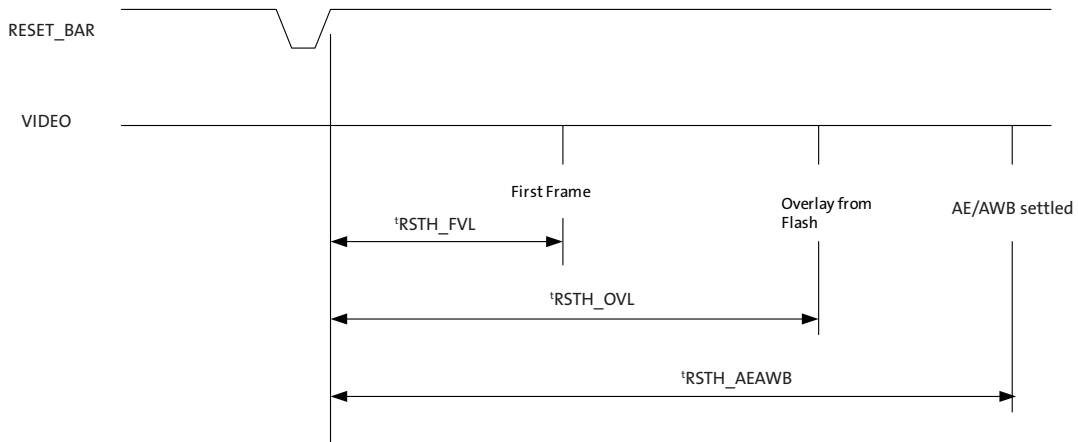 RESET_BAR
VIDEO
First Frame
Overlay from
Flash
AE/AWB settled
tRSTH_FVL
tRSTH_OVL
tRSTH_AEAWB